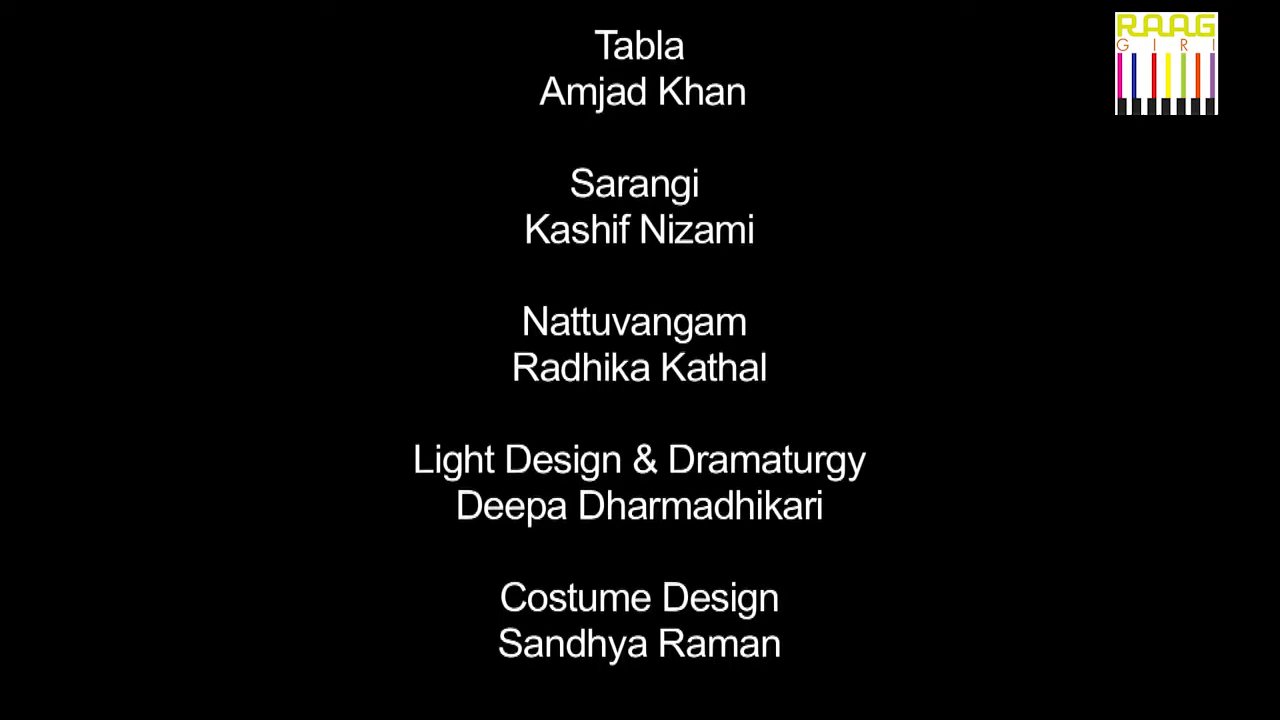 RAAG
GIRI
Tabla
Amjad Khan
Sarangi
Kashif Nizami
Nattuvangam
Radhika Kathal
Light Design & Dramaturgy
Deepa Dharmadhikari
Costume Design
Sandhya Raman